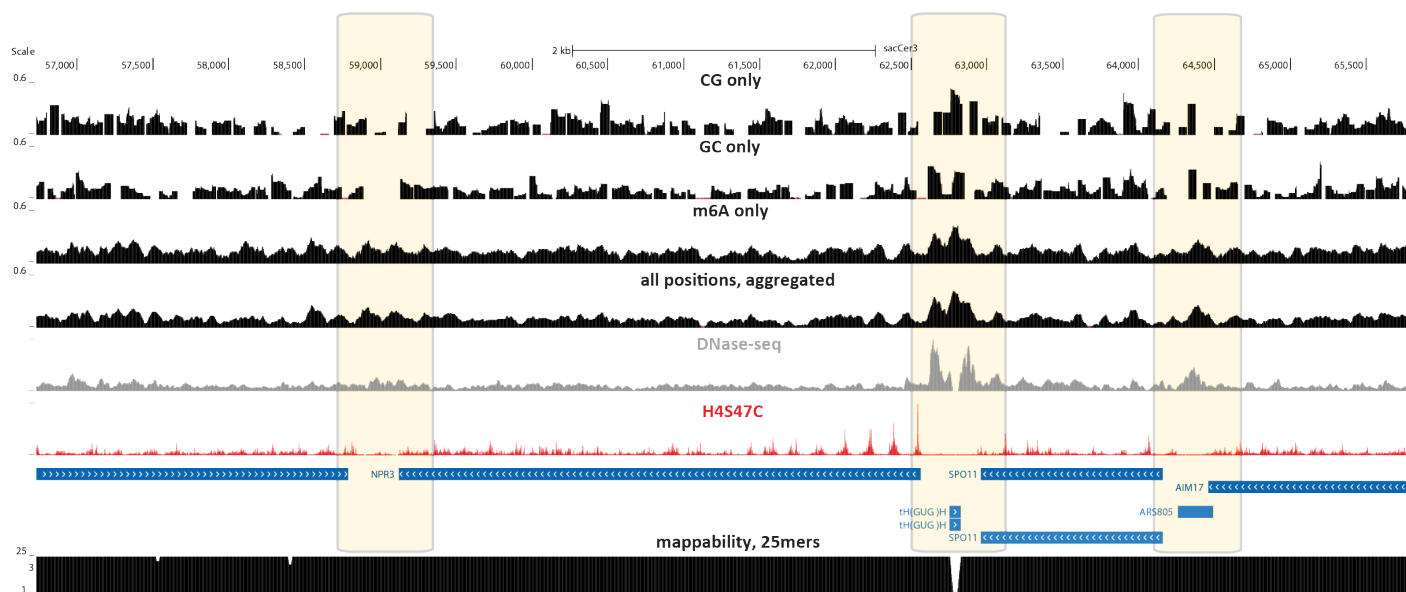 2 kb sacCer3
Scale
57,000 57,500 58,000 58,500 59,000 59,500 60,000 60,500 61,000 61,500 62,000 62,500 63,000 63,500 64,000 64,500 65,000 65,500
CG only
0.6
GC only
0.6
m6A only
0.6
all positions, aggregated
0.6
DNase-seq
H4S47C
NPR3 SPO11
AIM17
tH(GUG )H ARS805
tH(GUG )H
SPO11
mappability, 25mers
25
3
1